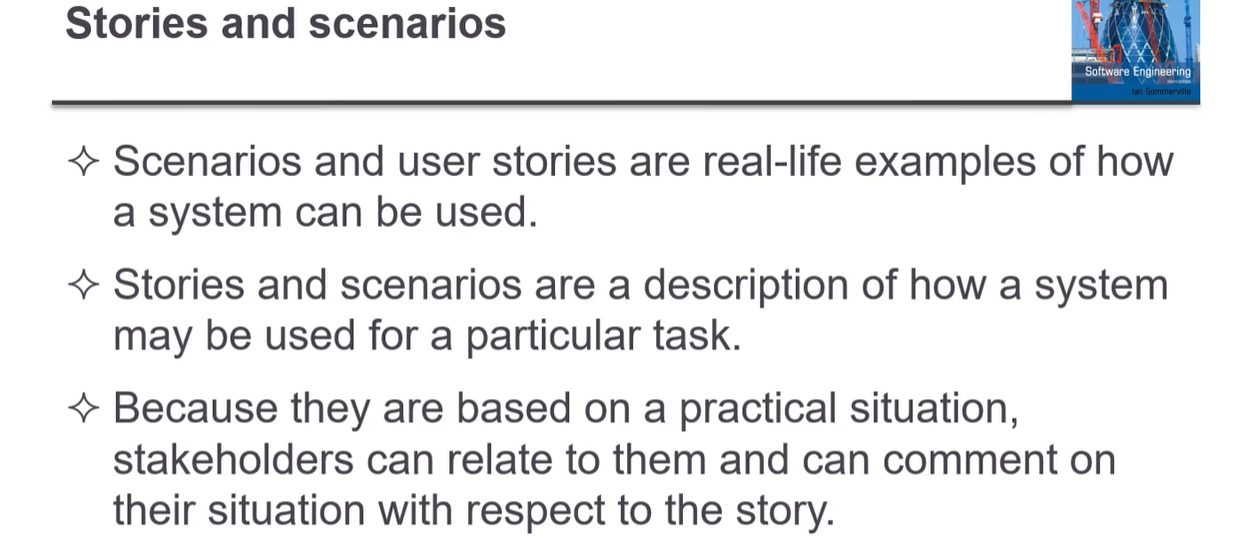 Stories and scenarios
Software Engineering
Ian Sommerville
✧ Scenarios and user stories are real-life examples of how
a system can be used.
✧ Stories and scenarios are a description of how a system
may be used for a particular task.
✧ Because they are based on a practical situation,
stakeholders can relate to them and can comment on
their situation with respect to the story.